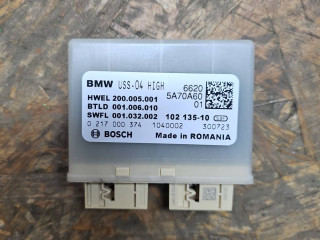 BMW USS-04 HIGH 6620
HWEL 200.005.001 5A70A60
BTLD 001.006.010 01
SWFL 001.032.002 102 135-10
0 217 000 374 1040002 300723
BOSCH Made in ROMANIA